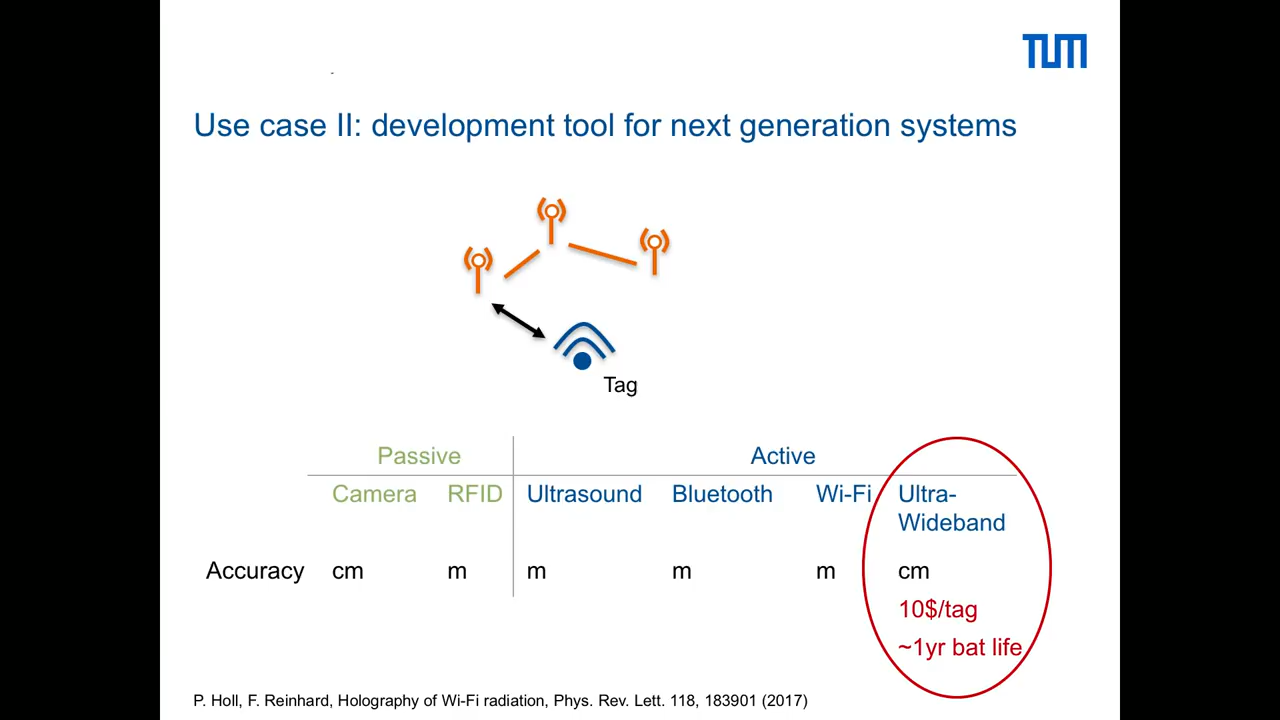 TUM
Use case II: development tool for next generation systems
Tag
Passive Active
Camera RFID Ultrasound Bluetooth Wi-Fi Ultra-
Wideband
Accuracy cm m m m m cm
10$/tag
~1yr bat life
P. Holl, F. Reinhard, Holography of Wi-Fi radiation, Phys. Rev. Lett. 118, 183901 (2017)